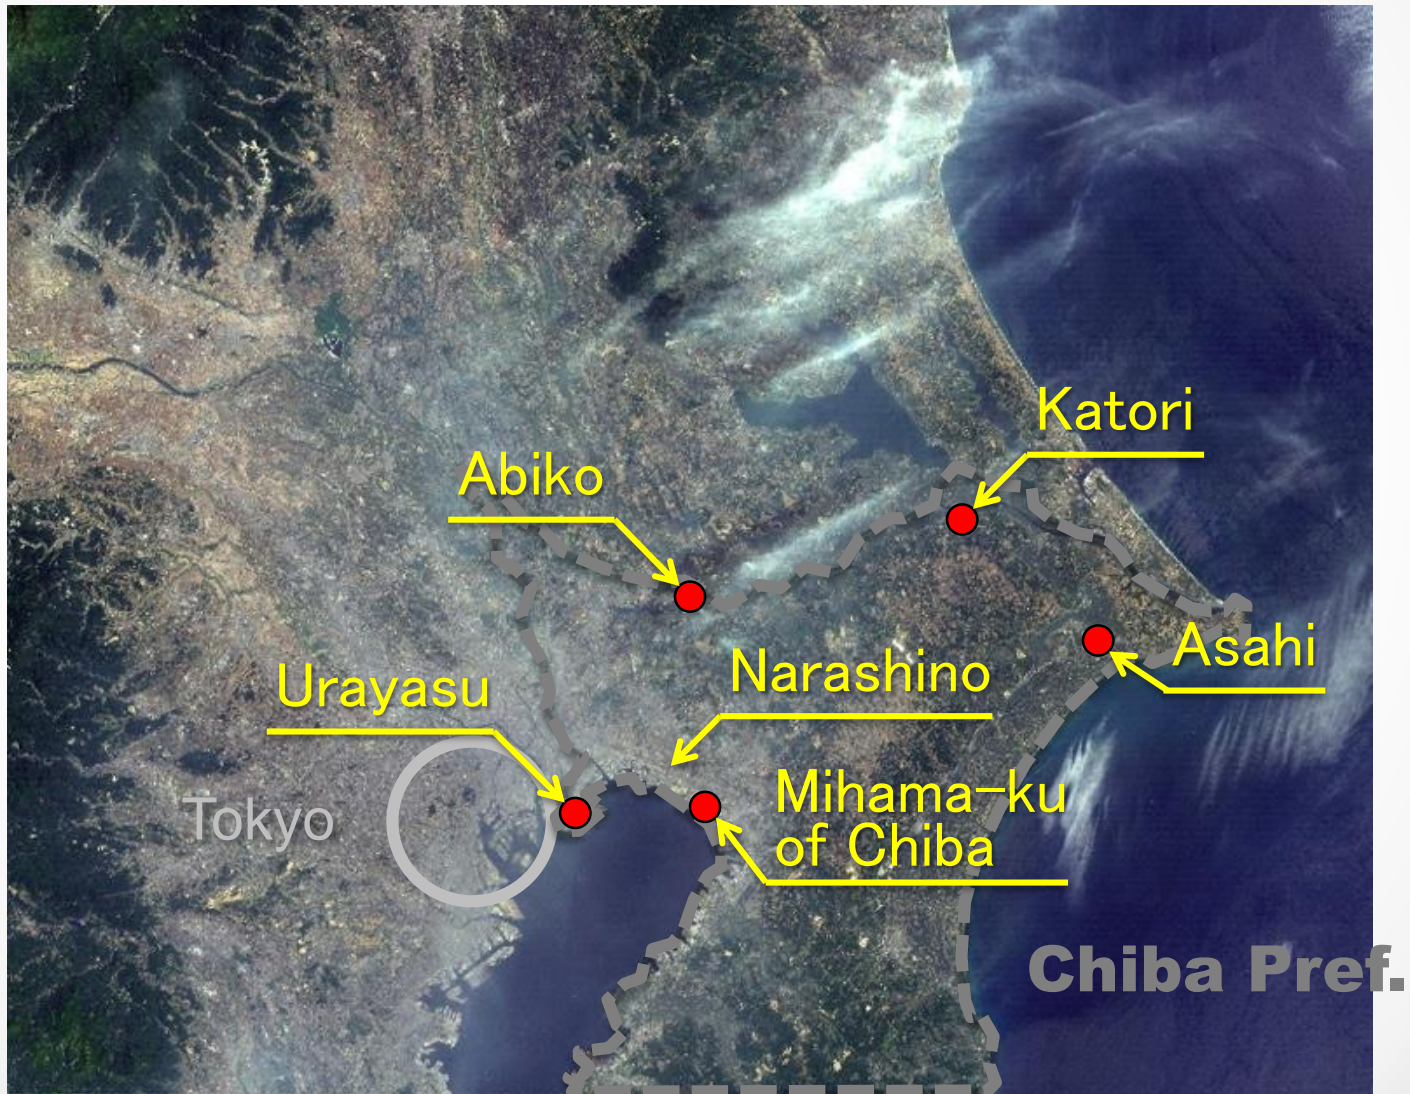 Katori
Abiko
Asahi
Narashino
Urayasu
Mihama-ku
of Chiba
Tokyo
Chiba Pref.